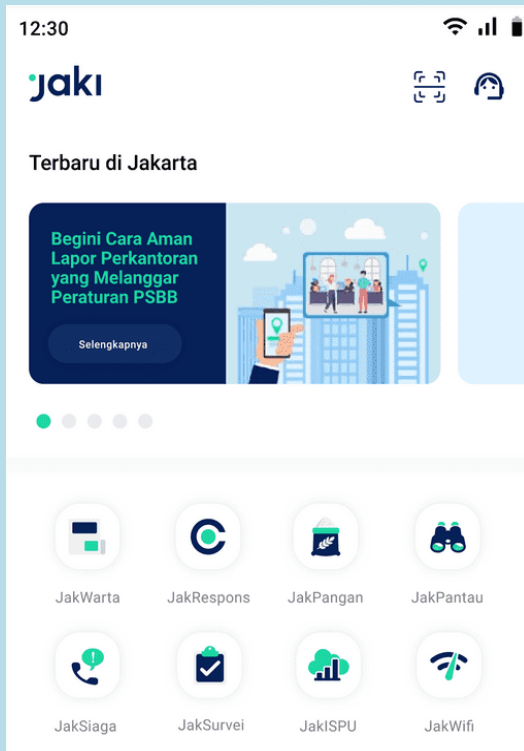 12:30
jaki
Terbaru di Jakarta
Begini Cara Aman
Lapor Perkantoran
yang Melanggar
Peraturan PSBB
Selengkapnya
JakWarta
JakRespons
JakPangan
JakPantau
JakSiaga
JakSurvei
JakISPU
JakWifi